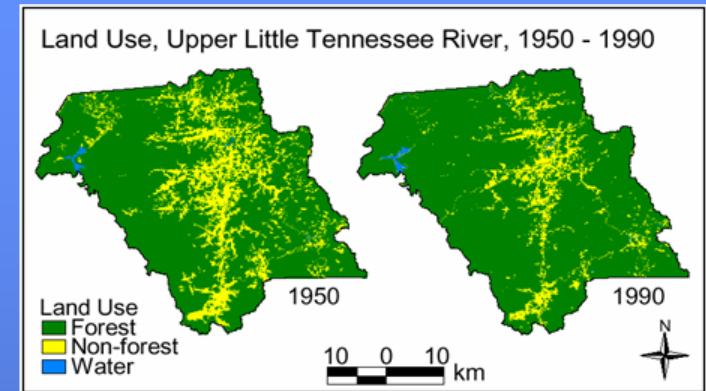 Land Use, Upper Little Tennessee River, 1950 - 1990
1950
1990
Land Use
Forest
Non-forest
Water
10 0 10 km
N